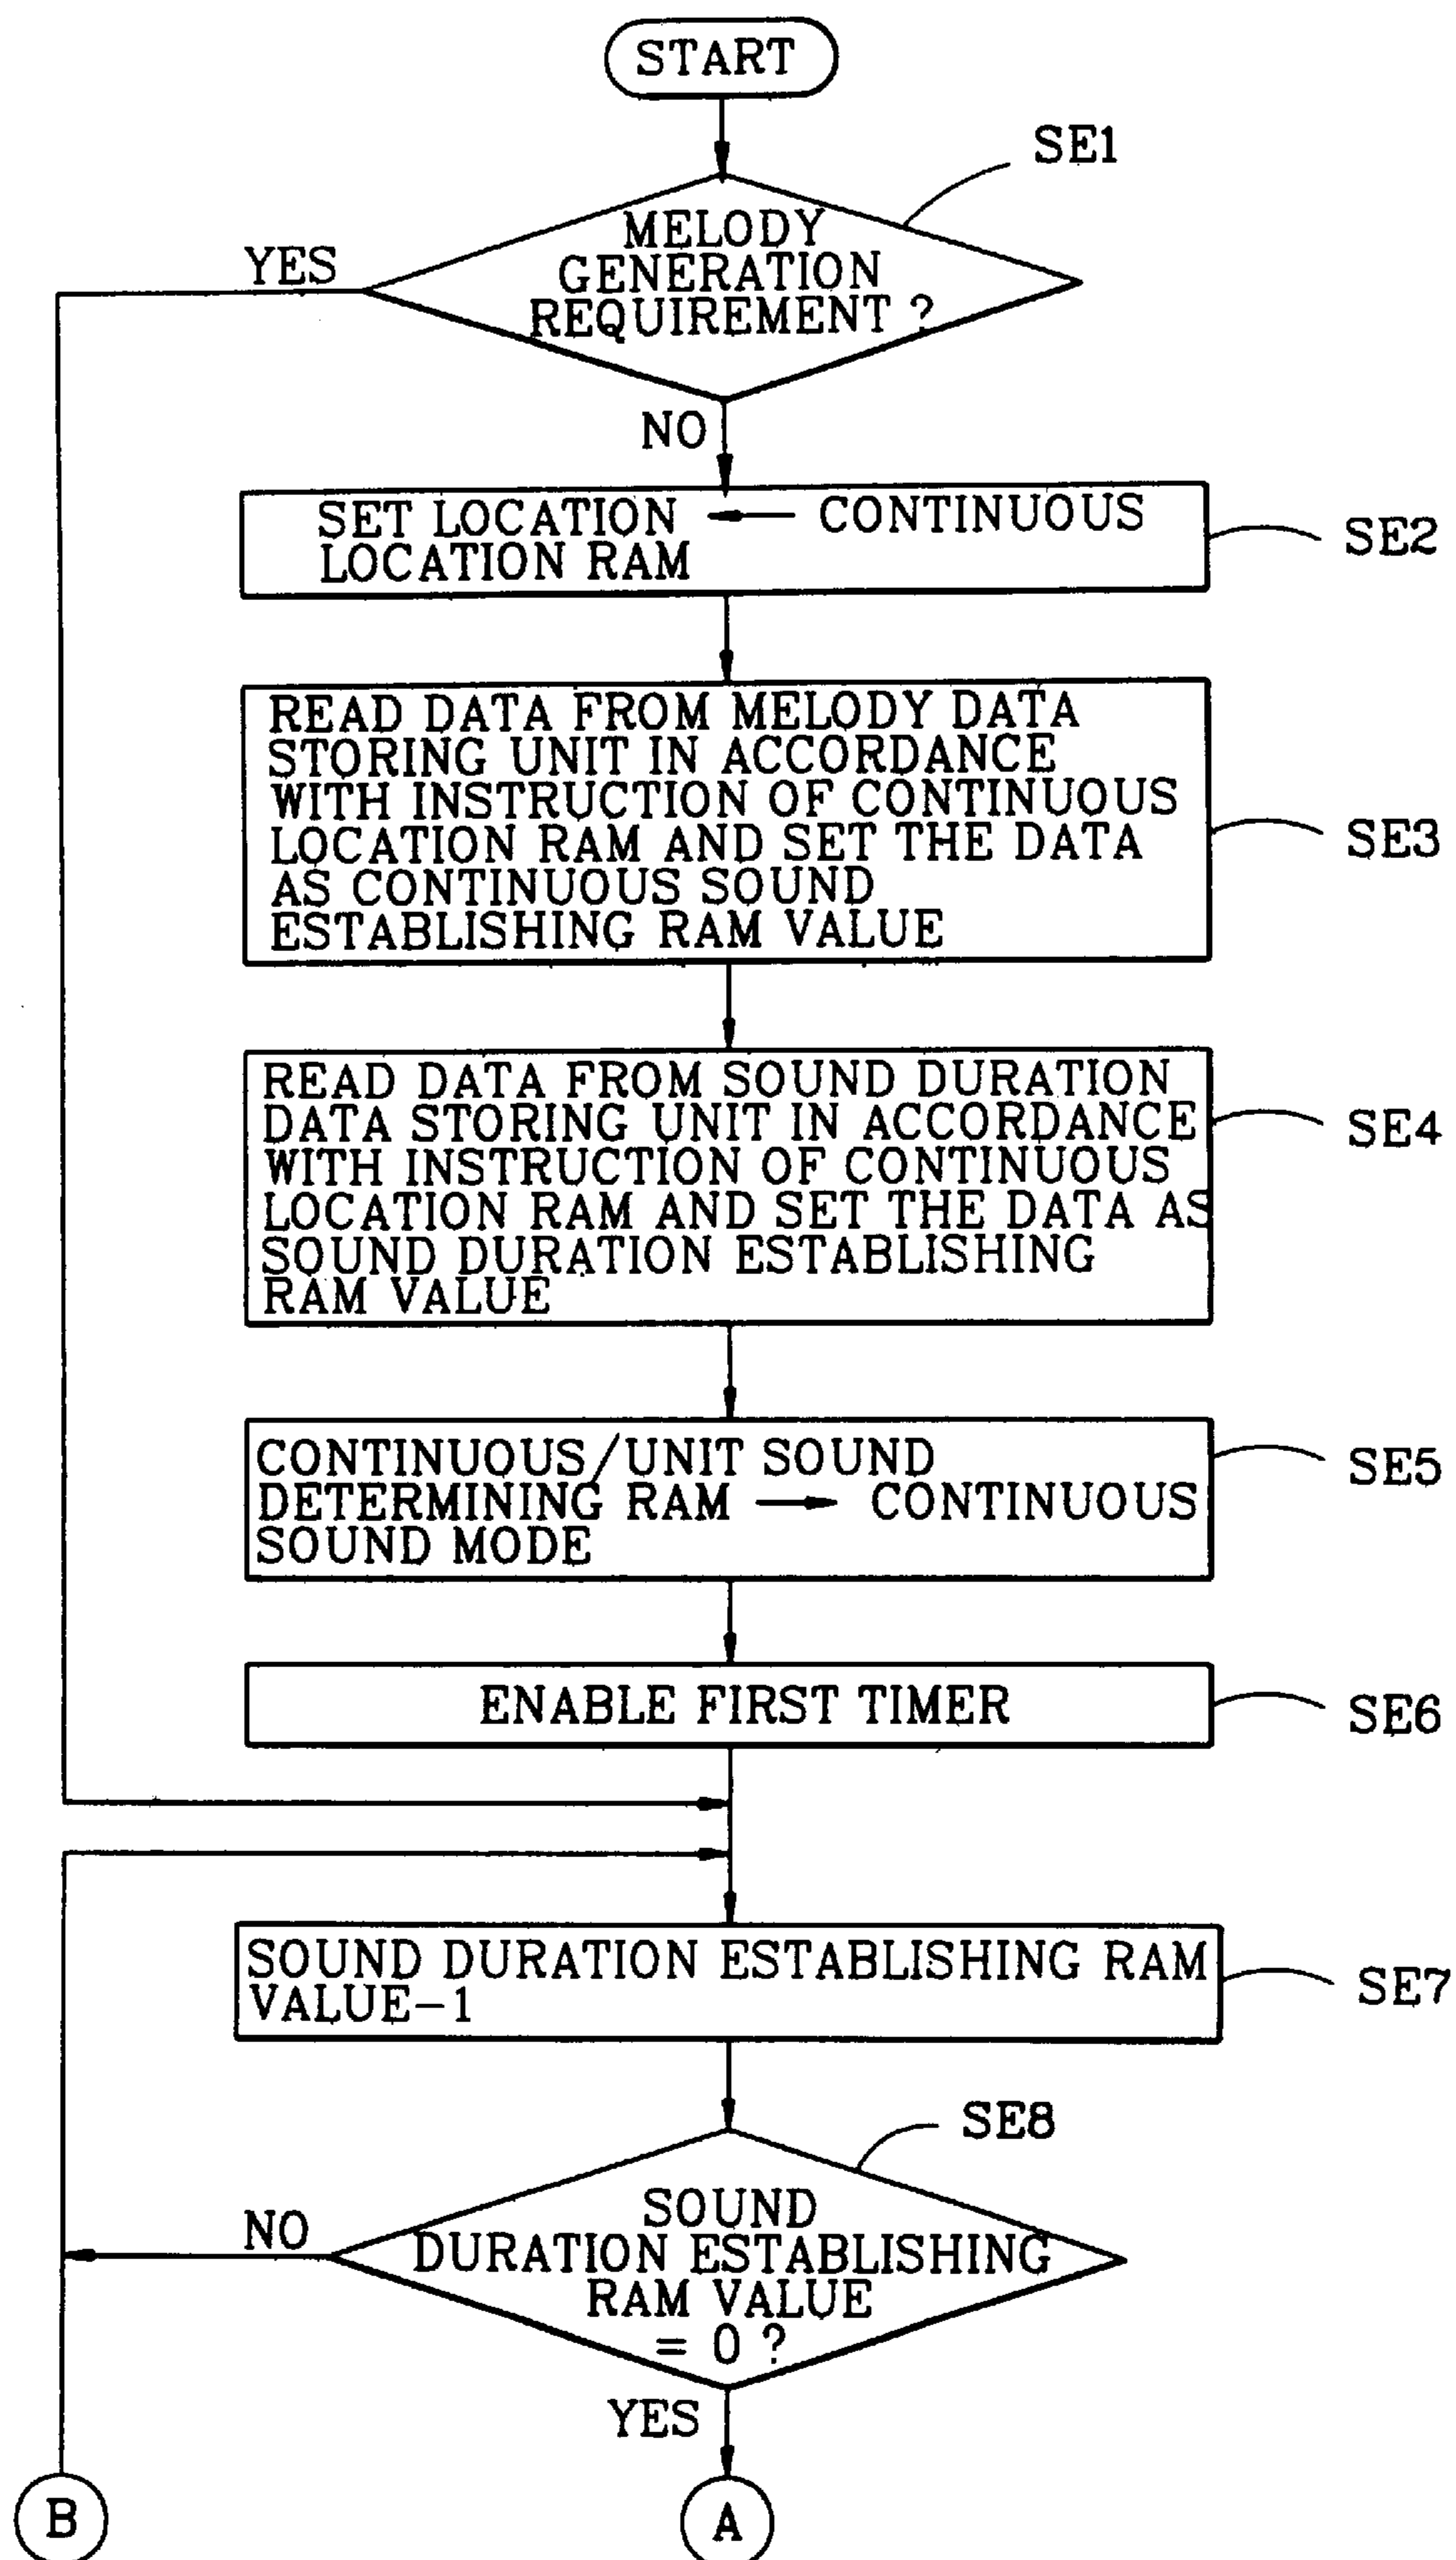 START
SE1
MELODY
GENERATION
REQUIREMENT ?
YES
NO
SET LOCATION ← CONTINUOUS
LOCATION RAM
SE2
READ DATA FROM MELODY DATA
STORING UNIT IN ACCORDANCE
WITH INSTRUCTION OF CONTINUOUS
LOCATION RAM AND SET THE DATA
AS CONTINUOUS SOUND
ESTABLISHING RAM VALUE
SE3
READ DATA FROM SOUND DURATION
DATA STORING UNIT IN ACCORDANCE
WITH INSTRUCTION OF CONTINUOUS
LOCATION RAM AND SET THE DATA AS
SOUND DURATION ESTABLISHING
RAM VALUE
SE4
CONTINUOUS/UNIT SOUND
DETERMINING RAM → CONTINUOUS
SOUND MODE
SE5
ENABLE FIRST TIMER
SE6
SOUND DURATION ESTABLISHING RAM
VALUE-1
SE7
SE8
SOUND
DURATION ESTABLISHING
RAM VALUE
= 0 ?
NO
YES
B
A